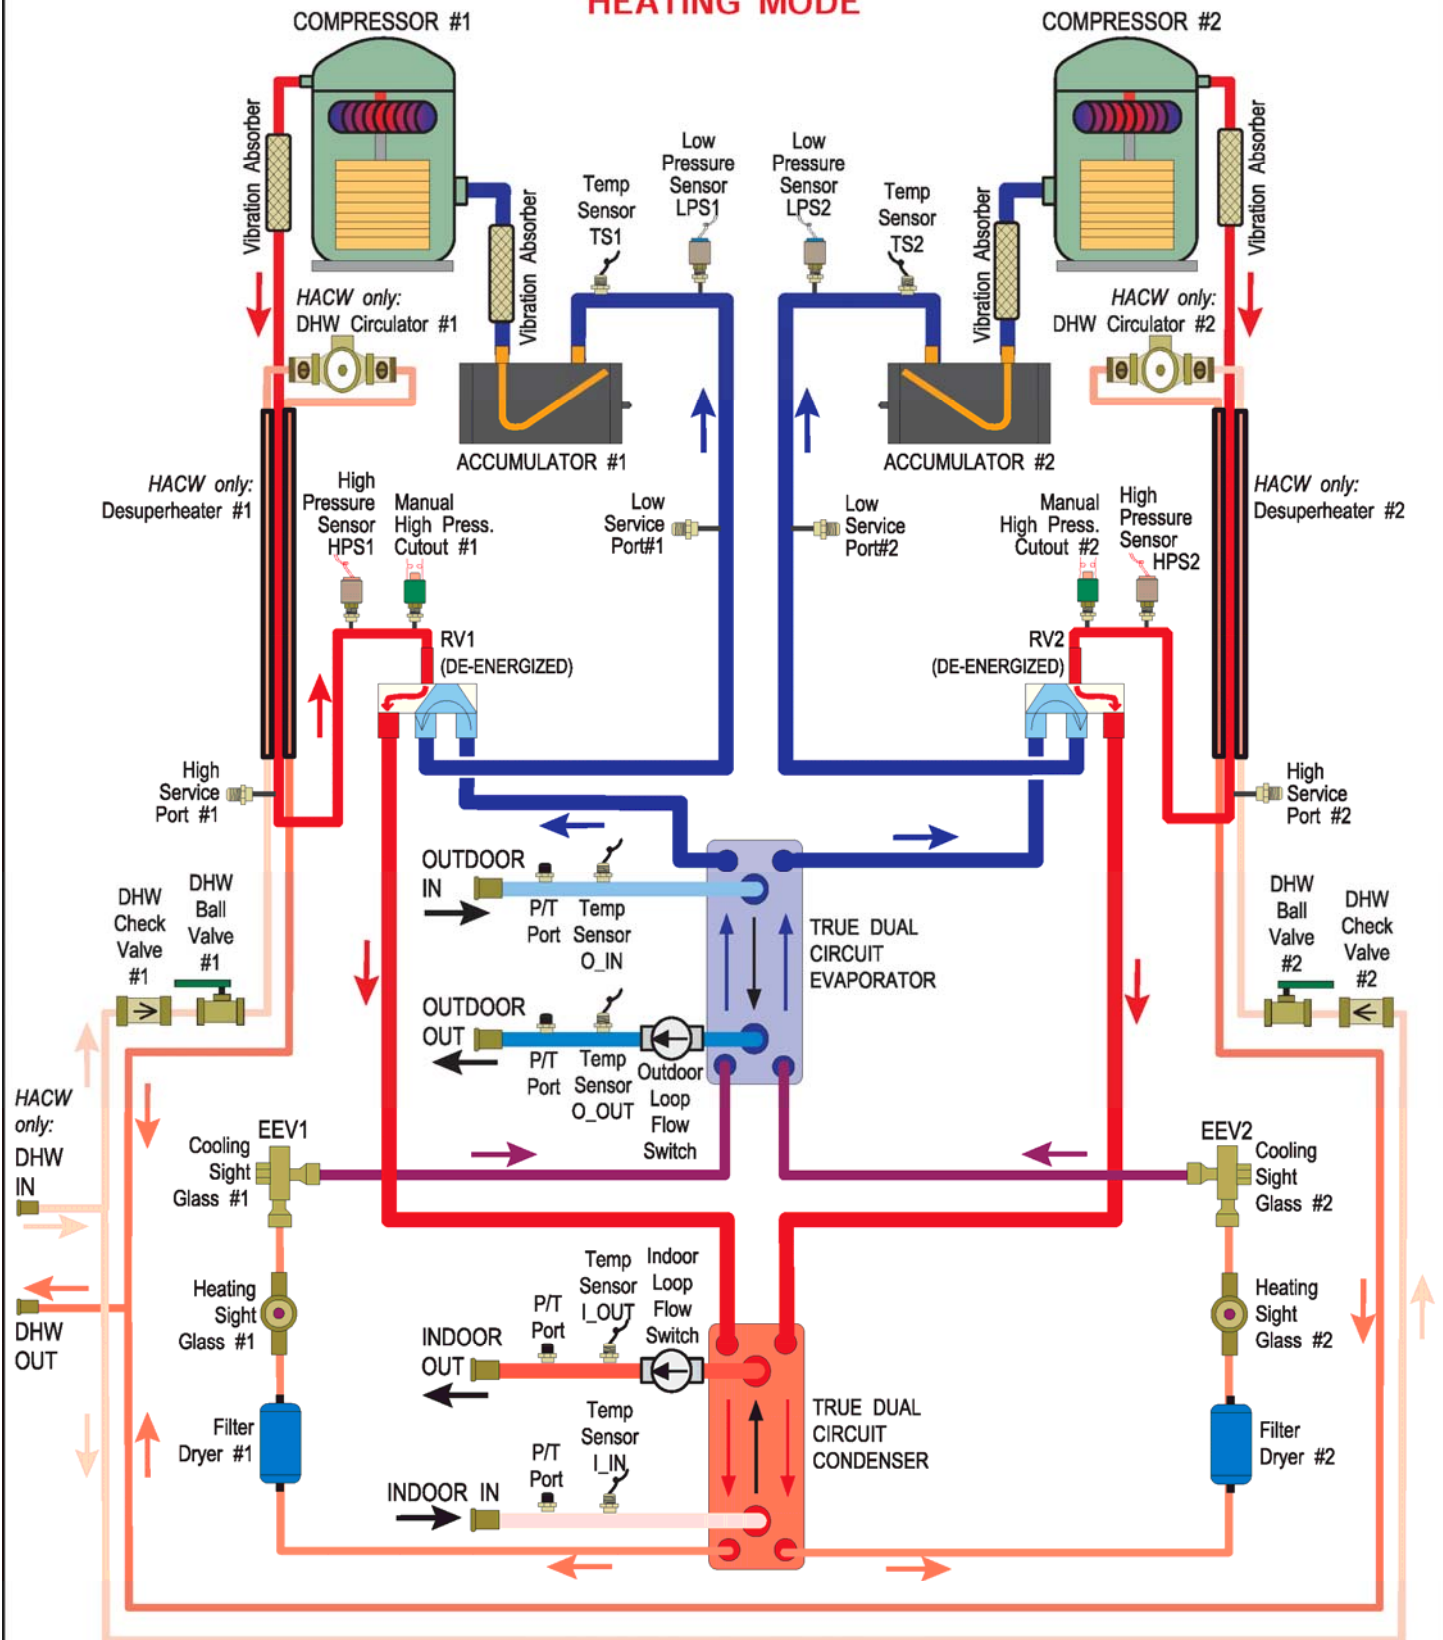 HEATING MODE
COMPRESSOR #1
COMPRESSOR #2
Vibration Absorber
Vibration Absorber
Vibration Absorber
Vibration Absorber
Temp
Sensor
TS1
Low
Pressure
Sensor
LPS1
Low
Pressure
Sensor
LPS2
Temp
Sensor
TS2
HACW only:
DHW Circulator #1
HACW only:
DHW Circulator #2
ACCUMULATOR #1
ACCUMULATOR #2
HACW only:
Desuperheater #1
High
Pressure
Sensor
HPS1
Manual
High Press.
Cutout #1
Low
Service
Port#1
Low
Service
Port#2
Manual
High Press.
Cutout #2
High
Pressure
Sensor
HPS2
HACW only:
Desuperheater #2
RV1
(DE-ENERGIZED)
RV2
(DE-ENERGIZED)
High
Service
Port #1
High
Service
Port #2
OUTDOOR
IN
P/T
Port
Temp
Sensor
O_IN
TRUE DUAL
CIRCUIT
EVAPORATOR
DHW
Check
Valve
#1
DHW
Ball
Valve
#1
DHW
Ball
Valve
#2
DHW
Check
Valve
#2
OUTDOOR
OUT
P/T
Port
Temp
Sensor
O_OUT
Outdoor
Loop
Flow
Switch
HACW
only:
DHW
IN
DHW
OUT
EEV1
Cooling
Sight
Glass #1
EEV2
Cooling
Sight
Glass #2
Heating
Sight
Glass #1
Heating
Sight
Glass #2
INDOOR
OUT
P/T
Port
Temp
Sensor
I_OUT
Indoor
Loop
Flow
Switch
Filter
Dryer #1
Filter
Dryer #2
TRUE DUAL
CIRCUIT
CONDENSER
INDOOR IN
P/T
Port
Temp
Sensor
I_IN